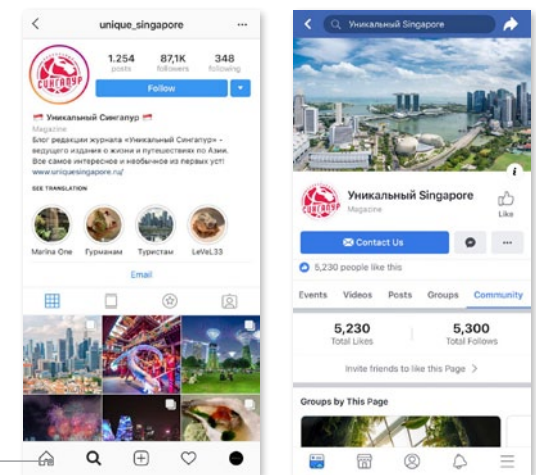 unique_singapore
СИНГАПУР
1.254
posts
87,1K
followers
348
following
Follow
Уникальный Сингапур
Magazine
Блог редакции журнала «Уникальный Сингапур» -
ведущего издания о жизни и путешествиях по Азии.
Все самое интересное и необычное из первых уст!
www.uniquesingapore.ru/
SEE TRANSLATION
Marina One
Гурманам
Туристам
LeVeL33
Email
Уникальный Singapore
СИНГАПУР
Уникальный Singapore
Magazine
Like
Contact Us
5,230 people like this
Events Videos Posts Groups Community
5,230
Total Likes
5,300
Total Follows
Invite friends to like this Page >
Groups by This Page